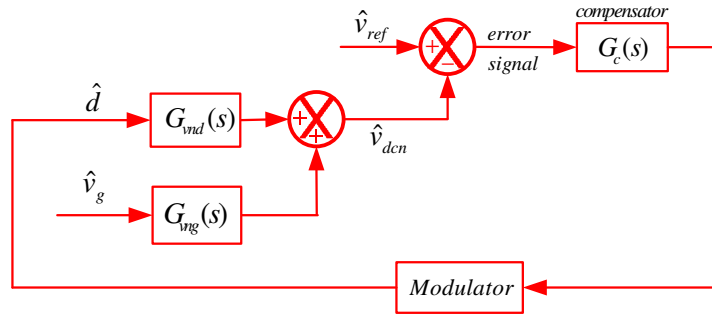 compensator
v̂_ref
+
−
error
signal
G_c(s)
d̂
G_vnd(s)
+
+
v̂_dcn
v̂_g
G_vng(s)
Modulator